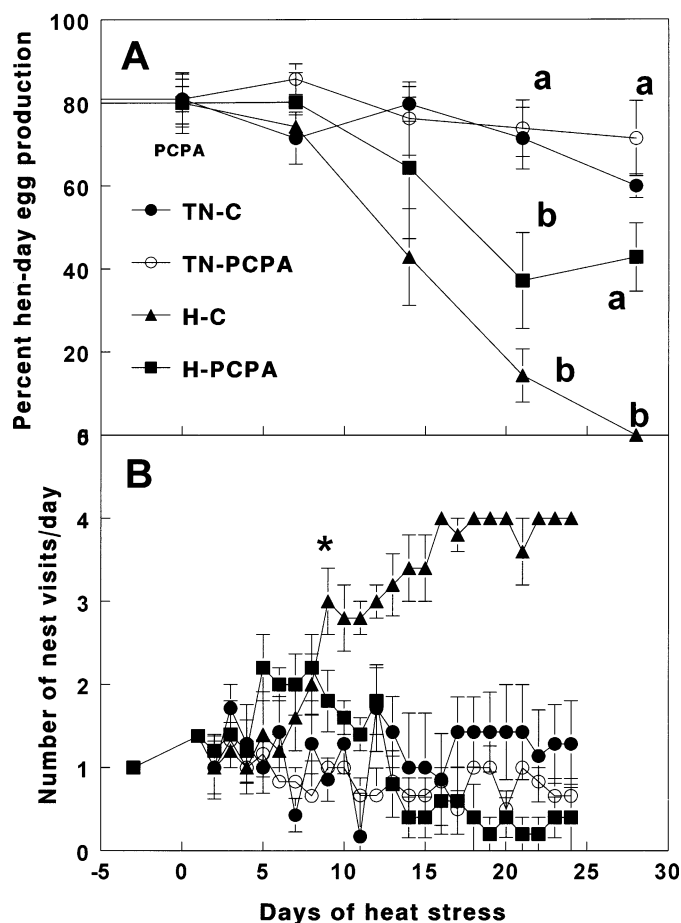 100
A
a
a
80
PCPA
TN-C
60
b
TN-PCPA
40
a
H-C
20
b
H-PCPA
b
Percent hen-day egg production
6
B
4
*
3
2
1
0
Number of nest visits/day
-5 0 5 10 15 20 25 30
Days of heat stress